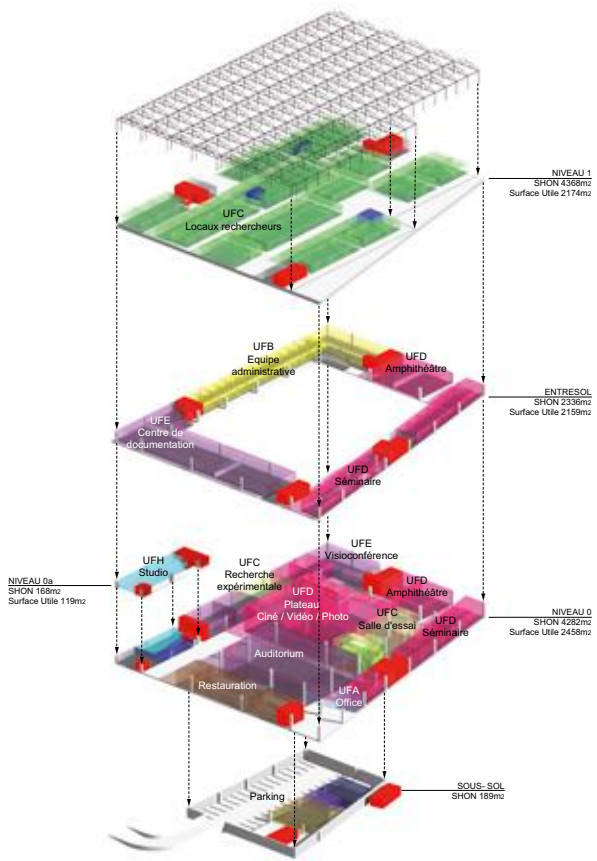 NIVEAU 1
SHON 4368m2
Surface Utile 2174m2
UFC
Locaux rechercheurs
UFB
Equipe
administrative
UFD
Amphithéâtre
ENTRESOL
SHON 2336m2
Surface Utile 2159m2
UFE
Centre de
documentation
UFD
Séminaire
UFE
Visioconférence
UFH
Studio
UFC
Recherche
expérimentale
NIVEAU 0a
SHON 168m2
Surface Utile 119m2
UFD
Plateau
Ciné / Vidéo / Photo
UFD
Amphithéâtre
UFC
Salle d'essai
NIVEAU 0
SHON 4282m2
Surface Utile 2458m2
UFD
Séminaire
Auditorium
Restauration
UFA
Office
SOUS- SOL
SHON 189m2
Parking